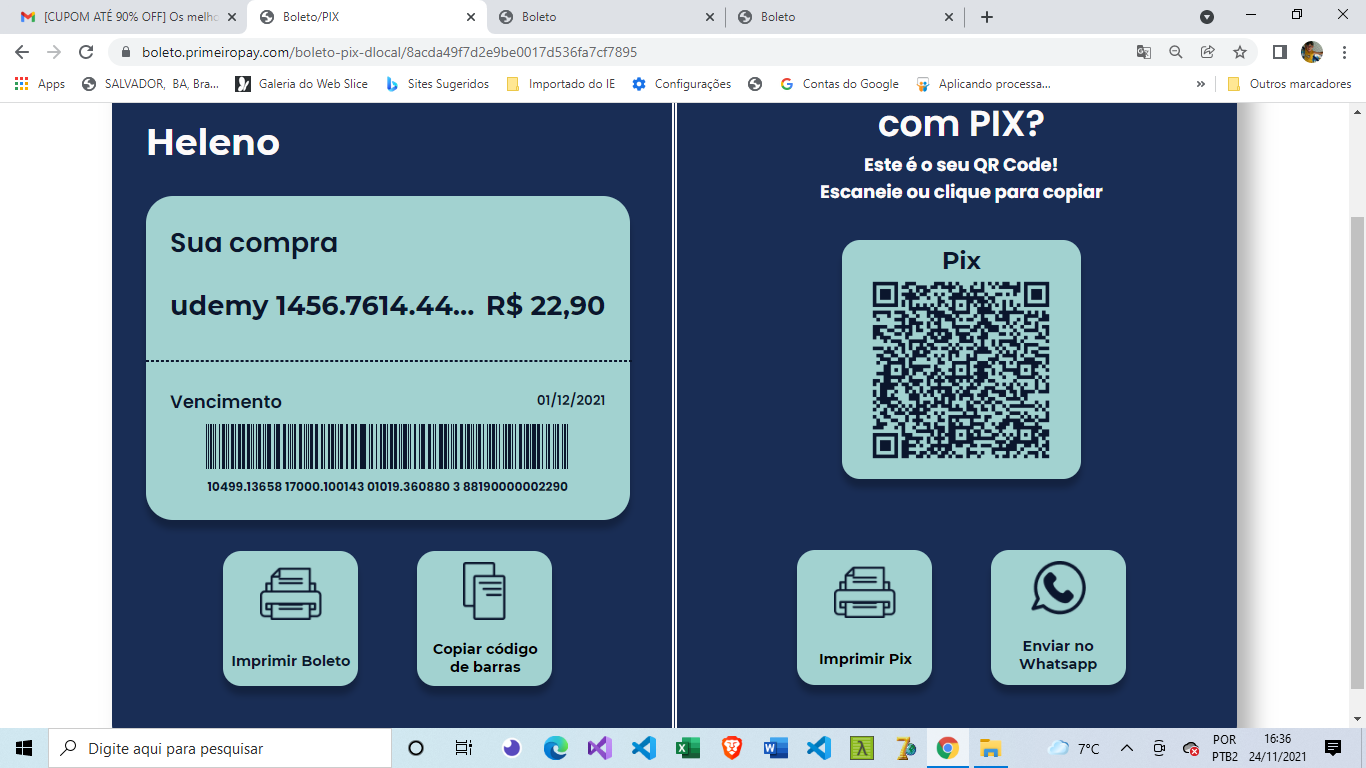 [CUPOM ATÉ 90% OFF] Os melho
Boleto/PIX
Boleto
Boleto
boleto.primeiropay.com/boleto-pix-dlocal/8acda49f7d2e9be0017d536fa7cf7895
Apps
SALVADOR, BA, Bra...
Galeria do Web Slice
Sites Sugeridos
Importado do IE
Configurações
Contas do Google
Aplicando processa...
»
Outros marcadores
Heleno
Sua compra
udemy 1456.7614.44... R$ 22,90
Vencimento 01/12/2021
10499.13658 17000.100143 01019.360880 3 88190000002290
Imprimir Boleto
Copiar código
de barras
com PIX?
Este é o seu QR Code!
Escaneie ou clique para copiar
Pix
Imprimir Pix
Enviar no
Whatsapp
Digite aqui para pesquisar
7°C
POR
PTB2
16:36
24/11/2021